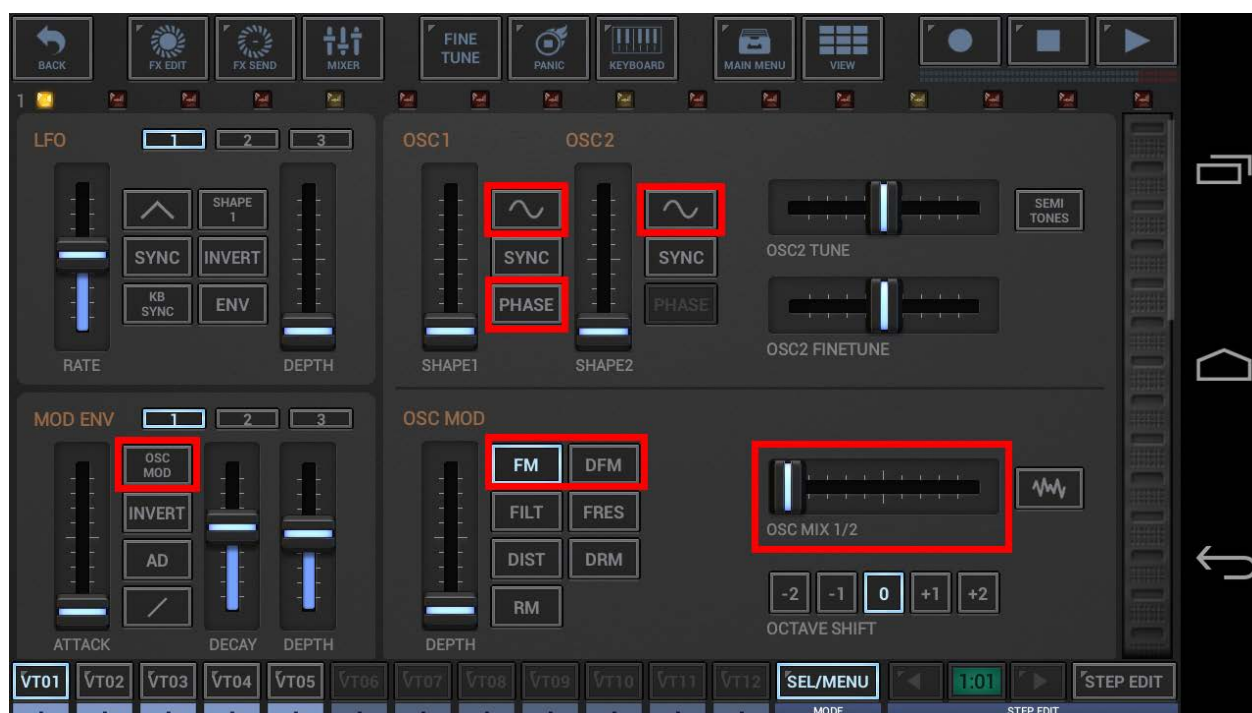 BACK
FX EDIT
FX SEND
MIXER
FINE
TUNE
PANIC
KEYBOARD
MAIN MENU
VIEW
1
LFO
1
2
3
SHAPE
1
SYNC
INVERT
KB
SYNC
ENV
RATE
DEPTH
OSC1
OSC2
SYNC
SYNC
PHASE
PHASE
SHAPE1
SHAPE2
OSC2 TUNE
SEMI
TONES
OSC2 FINETUNE
MOD ENV
1
2
3
OSC
MOD
INVERT
AD
ATTACK
DECAY
DEPTH
OSC MOD
FM
DFM
FILT
FRES
DIST
DRM
RM
DEPTH
OSC MIX 1/2
-2
-1
0
+1
+2
OCTAVE SHIFT
VT01
VT02
VT03
VT04
VT05
VT06
VT07
VT08
VT09
VT10
VT11
VT12
SEL/MENU
1:01
STEP EDIT
MODE
STEP EDIT